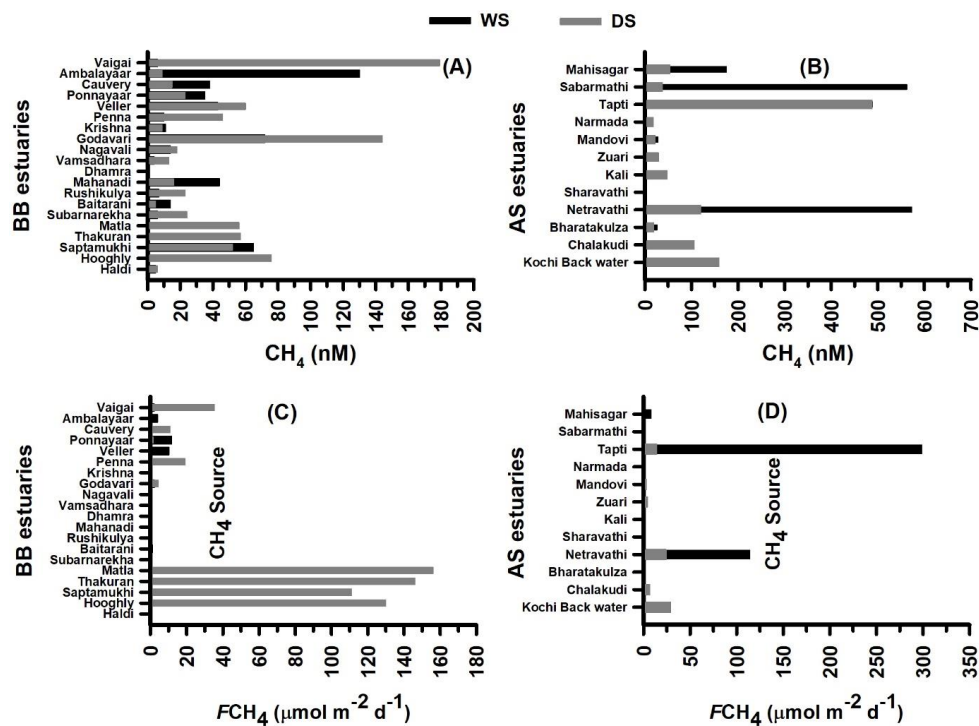 WS DS
(A)
BB estuaries
Vaigai
Ambalayaar
Cauvery
Ponnayaar
Veller
Penna
Krishna
Godavari
Nagavali
Vamsadhara
Dhamra
Mahanadi
Rushikulya
Baitarani
Subarnarekha
Matla
Thakuran
Saptamukhi
Hooghly
Haldi
0 20 40 60 80 100 120 140 160 180 200
CH4 (nM)
(B)
AS estuaries
Mahisagar
Sabarmathi
Tapti
Narmada
Mandovi
Zuari
Kali
Sharavathi
Netravathi
Bharatakulza
Chalakudi
Kochi Back water
0 100 200 300 400 500 600 700
CH4 (nM)
(C)
BB estuaries
Vaigai
Ambalayaar
Cauvery
Ponnayaar
Veller
Penna
Krishna
Godavari
Nagavali
Vamsadhara
Dhamra
Mahanadi
Rushikulya
Baitarani
Subarnarekha
Matla
Thakuran
Saptamukhi
Hooghly
Haldi
CH4 Source
0 20 40 60 80 100 120 140 160 180
FCH4 (μmol m-2 d-1)
(D)
AS estuaries
Mahisagar
Sabarmathi
Tapti
Narmada
Mandovi
Zuari
Kali
Sharavathi
Netravathi
Bharatakulza
Chalakudi
Kochi Back water
CH4 Source
0 50 100 150 200 250 300 350
FCH4 (μmol m-2 d-1)